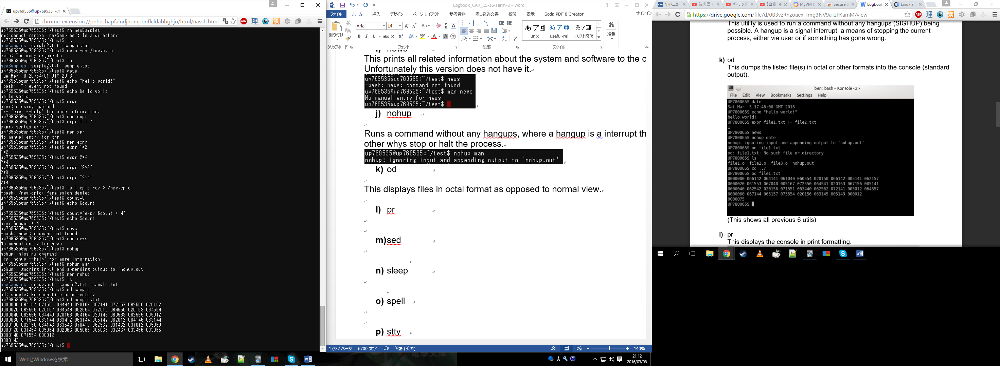 up769535@up769535: ~/t
chrome-extension://pnhechapfaindjhompbnflcldabbghjo/html/nassh.html
up769535@up769535:~/test$ rm newSamples
rm: cannot remove `newSamples': Is a directory
up769535@up769535:~/test$ ls
newSamples  sample2.txt  sample.txt
up769535@up769535:~/test$ cpio -ov /tmp.cpio
cpio: Too many arguments
up769535@up769535:~/test$ ls
newSamples  sample2.txt  sample.txt
up769535@up769535:~/test$ date
Tue Mar  8 20:54:01 UTC 2016
up769535@up769535:~/test$ echo "hello world!"
-bash: !": event not found
up769535@up769535:~/test$ echo hello world
hello world
up769535@up769535:~/test$ expr
expr: missing operand
Try `expr --help' for more information.
up769535@up769535:~/test$ man expr
up769535@up769535:~/test$ expr 1 * 4
expr: syntax error
up769535@up769535:~/test$ man xpr
No manual entry for xpr
up769535@up769535:~/test$ man expr
up769535@up769535:~/test$ expr 1*2
1*2
up769535@up769535:~/test$ expr 2*4
2*4
up769535@up769535:~/test$ expr '2*3'
2*3
up769535@up769535:~/test$ expr "2*4"
2*4
up769535@up769535:~/test$ ls | cpio -ov > /new.cpio
-bash: /new.cpio: Permission denied
up769535@up769535:~/test$ count=0
up769535@up769535:~/test$ echo $count
0
up769535@up769535:~/test$ count='expr $count + 4'
up769535@up769535:~/test$ echo $count
expr $count + 4
up769535@up769535:~/test$ news
-bash: news: command not found
up769535@up769535:~/test$ man news
No manual entry for news
up769535@up769535:~/test$ nohup
nohup: missing operand
Try `nohup --help' for more information.
up769535@up769535:~/test$ nohup man
nohup: ignoring input and appending output to `nohup.out'
up769535@up769535:~/test$ man nohup
up769535@up769535:~/test$ ls
newSamples  nohup.out  sample2.txt  sample.txt
up769535@up769535:~/test$ od sample
od: sample: No such file or directory
up769535@up769535:~/test$ od sample.txt
0000000 064164 071551 064440 020163 067141 072157 062550 020162
0000020 062556 020167 064546 062554 072012 064550 020163 064554
0000040 062556 064440 020163 064164 020145 060563 062555 005012
0000060 071544 063144 063412 063144 005147 062012 064146 063144
0000100 062150 064146 063546 070412 062567 031462 031012 005063
0000120 031464 005064 032066 005065 005065 032467 033466 033065
0000140 071554 000012
0000143
up769535@up769535:~/test$
WebとWindowsを検索
Logbook_CAR_15-16-Term-2 - Word
ファイル ホーム 挿入 デザイン ページ レイアウト 参考資料 差し込み文書 校閲 表示 Soda PDF 8 Creator サインイン
貼り付け Arial 14 編集
unix useful-rel リスト段落
クリップボード フォント 段落 スタイル
This prints all related information about the system and software to the c
Unfortunately this version does not have it.
up769535@up769535:~/test$ news
-bash: news: command not found
up769535@up769535:~/test$ man news
No manual entry for news
up769535@up769535:~/test$
j) nohup
Runs a command without any hangups, where a hangup is a interrupt th
other whys stop or halt the process.
up769535@up769535:~/test$ nohup man
nohup: ignoring input and appending output to `nohup.out'
k) od
This displays files in octal format as opposed to normal view.
l) pr
m) sed
n) sleep
o) spell
p) stty
17/37 ページ 6700 文字 英語 (英国) 140%
21:12
2016/03/08
NHKニュー 氣志團 / バーテンダ 【白猫 MyVM ( Secure S Logbook Linux an
https://drive.google.com/file/d/0B3vzRnzoaex-Tmg3NV9aTzFKamM/view
This utility is used to run a command without any hangups (SIGHUP) being
possible. A hangup is a signal interrupt, a means of stopping the current
process, either via user or if something has gone wrong.
k) od
This dumps the listed file(s) in octal or other formats into the console (standard
output).
ben : bash – Konsole <2>
File Edit View Bookmarks Settings Help
UP780065$ date
Sat Mar  5 17:46:00 GMT 2016
UP780065$ echo "hello world!"
hello world!
UP780065$ expr file1.txt != file2.txt
1
UP780065$ news
UP780065$ nohup date
nohup: ignoring input and appending output to ‘nohup.out’
UP780065$ od file1.txt
od: file1.txt: No such file or directory
UP780065$ ls
file1.o  file2.o  file3.o  nohup.out
UP780065$ cd ../
UP780065$ od file1.txt
0000000 066142 064141 061040 060554 020150 066142 005141 062157
0000020 061553 067040 005167 072550 064541 020163 067156 005141
0000040 062542 020156 071551 063440 062562 072141 005012 064557
0000060 067144 065157 073554 020156 063145 005143 000012
0000075
UP780065$
(This shows all previous 6 utils)
l) pr
This displays the console in print formatting.